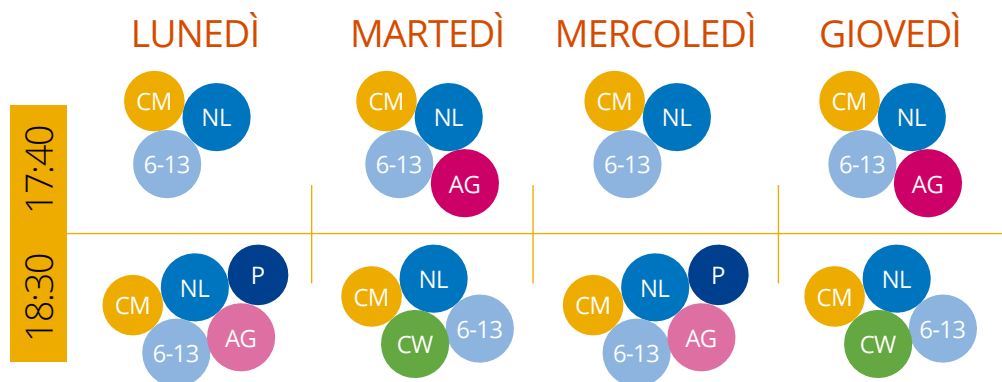 LUNEDÌ MARTEDÌ MERCOLEDÌ GIOVEDÌ
17:40
CM NL 6-13
CM NL 6-13 AG
CM NL 6-13
CM NL 6-13 AG
18:30
CM NL P 6-13 AG
CM NL 6-13 CW
CM NL P 6-13 AG
CM NL 6-13 CW